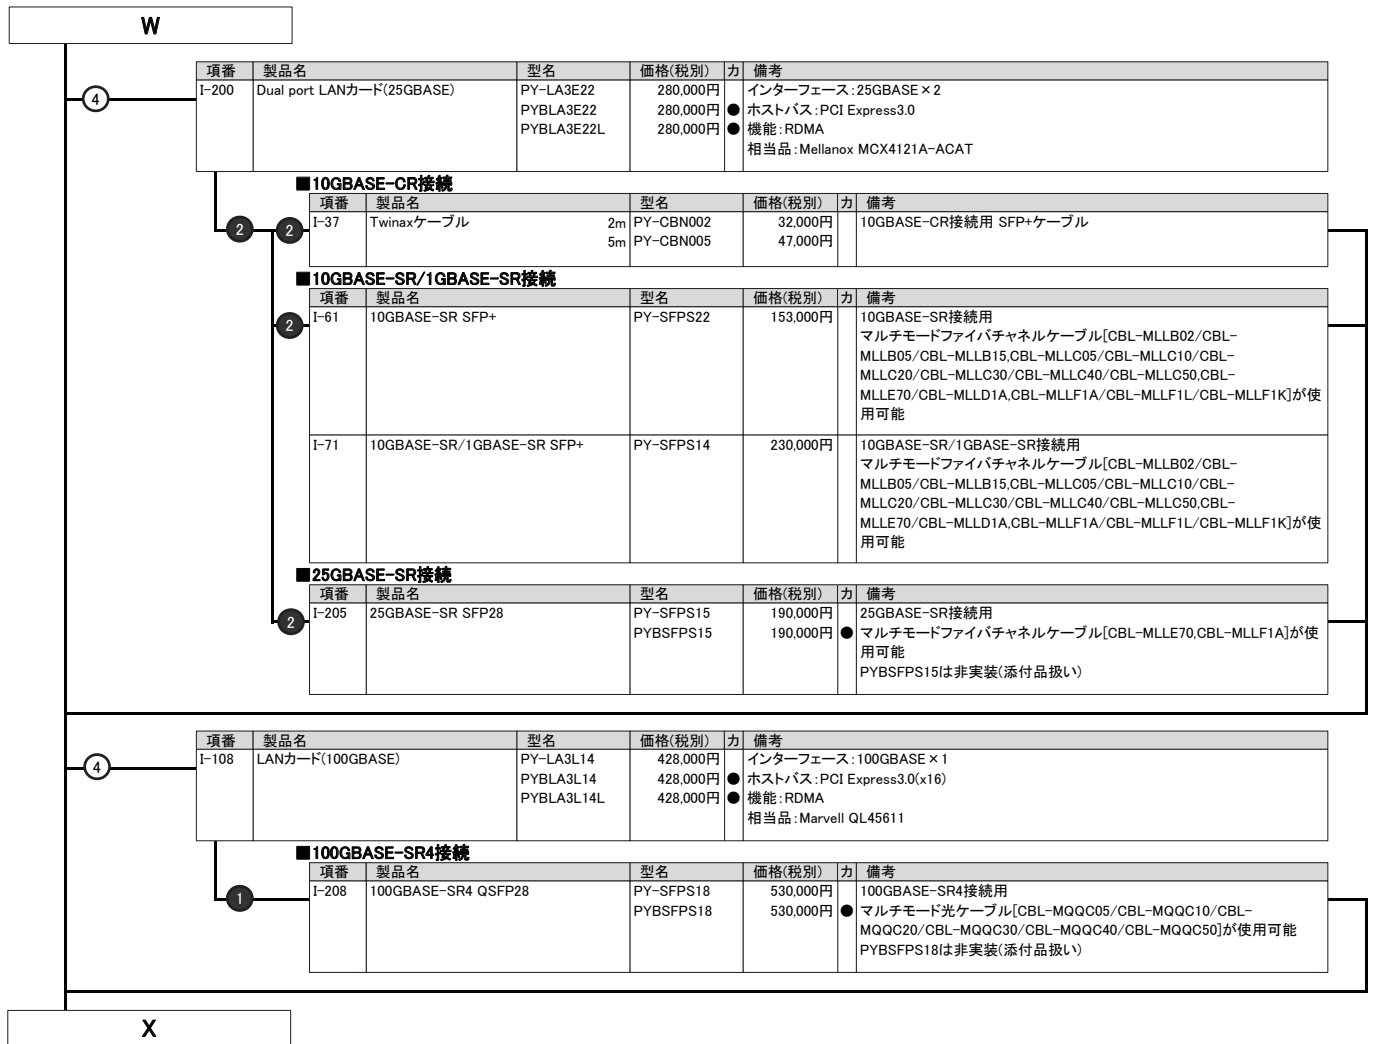 W
項番 製品名 型名 価格(税別) カ 備考
4
I-200 Dual port LANカード(25GBASE) PY-LA3E22 280,000円 インターフェース:25GBASE×2
PYBLA3E22 280,000円 ● ホストバス:PCI Express3.0
PYBLA3E22L 280,000円 ● 機能:RDMA
相当品:Mellanox MCX4121A-ACAT
■10GBASE-CR接続
項番 製品名 型名 価格(税別) カ 備考
2 2
I-37 Twinaxケーブル 2m PY-CBN002 32,000円 10GBASE-CR接続用 SFP+ケーブル
5m PY-CBN005 47,000円
■10GBASE-SR/1GBASE-SR接続
項番 製品名 型名 価格(税別) カ 備考
2
I-61 10GBASE-SR SFP+ PY-SFPS22 153,000円 10GBASE-SR接続用
マルチモードファイバチャネルケーブル[CBL-MLLB02/CBL-
MLLB05/CBL-MLLB15,CBL-MLLC05/CBL-MLLC10/CBL-
MLLC20/CBL-MLLC30/CBL-MLLC40/CBL-MLLC50,CBL-
MLLE70/CBL-MLLD1A,CBL-MLLF1A/CBL-MLLF1L/CBL-MLLF1K]が使
用可能
I-71 10GBASE-SR/1GBASE-SR SFP+ PY-SFPS14 230,000円 10GBASE-SR/1GBASE-SR接続用
マルチモードファイバチャネルケーブル[CBL-MLLB02/CBL-
MLLB05/CBL-MLLB15,CBL-MLLC05/CBL-MLLC10/CBL-
MLLC20/CBL-MLLC30/CBL-MLLC40/CBL-MLLC50,CBL-
MLLE70/CBL-MLLD1A,CBL-MLLF1A/CBL-MLLF1L/CBL-MLLF1K]が使
用可能
■25GBASE-SR接続
項番 製品名 型名 価格(税別) カ 備考
2
I-205 25GBASE-SR SFP28 PY-SFPS15 190,000円 25GBASE-SR接続用
PYBSFPS15 190,000円 ● マルチモードファイバチャネルケーブル[CBL-MLLE70,CBL-MLLF1A]が使
用可能
PYBSFPS15は非実装(添付品扱い)
項番 製品名 型名 価格(税別) カ 備考
4
I-108 LANカード(100GBASE) PY-LA3L14 428,000円 インターフェース:100GBASE×1
PYBLA3L14 428,000円 ● ホストバス:PCI Express3.0(x16)
PYBLA3L14L 428,000円 ● 機能:RDMA
相当品:Marvell QL45611
■100GBASE-SR4接続
項番 製品名 型名 価格(税別) カ 備考
1
I-208 100GBASE-SR4 QSFP28 PY-SFPS18 530,000円 100GBASE-SR4接続用
PYBSFPS18 530,000円 ● マルチモード光ケーブル[CBL-MQQC05/CBL-MQQC10/CBL-
MQQC20/CBL-MQQC30/CBL-MQQC40/CBL-MQQC50]が使用可能
PYBSFPS18は非実装(添付品扱い)
X